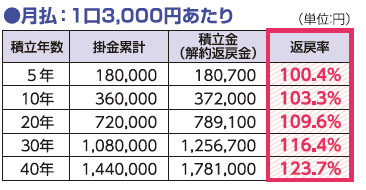 ●月払：1口3,000円あたり （単位：円）
積立年数 掛金累計 積立金（解約返戻金） 返戻率
5年 180,000 180,700 100.4%
10年 360,000 372,000 103.3%
20年 720,000 789,100 109.6%
30年 1,080,000 1,256,700 116.4%
40年 1,440,000 1,781,000 123.7%